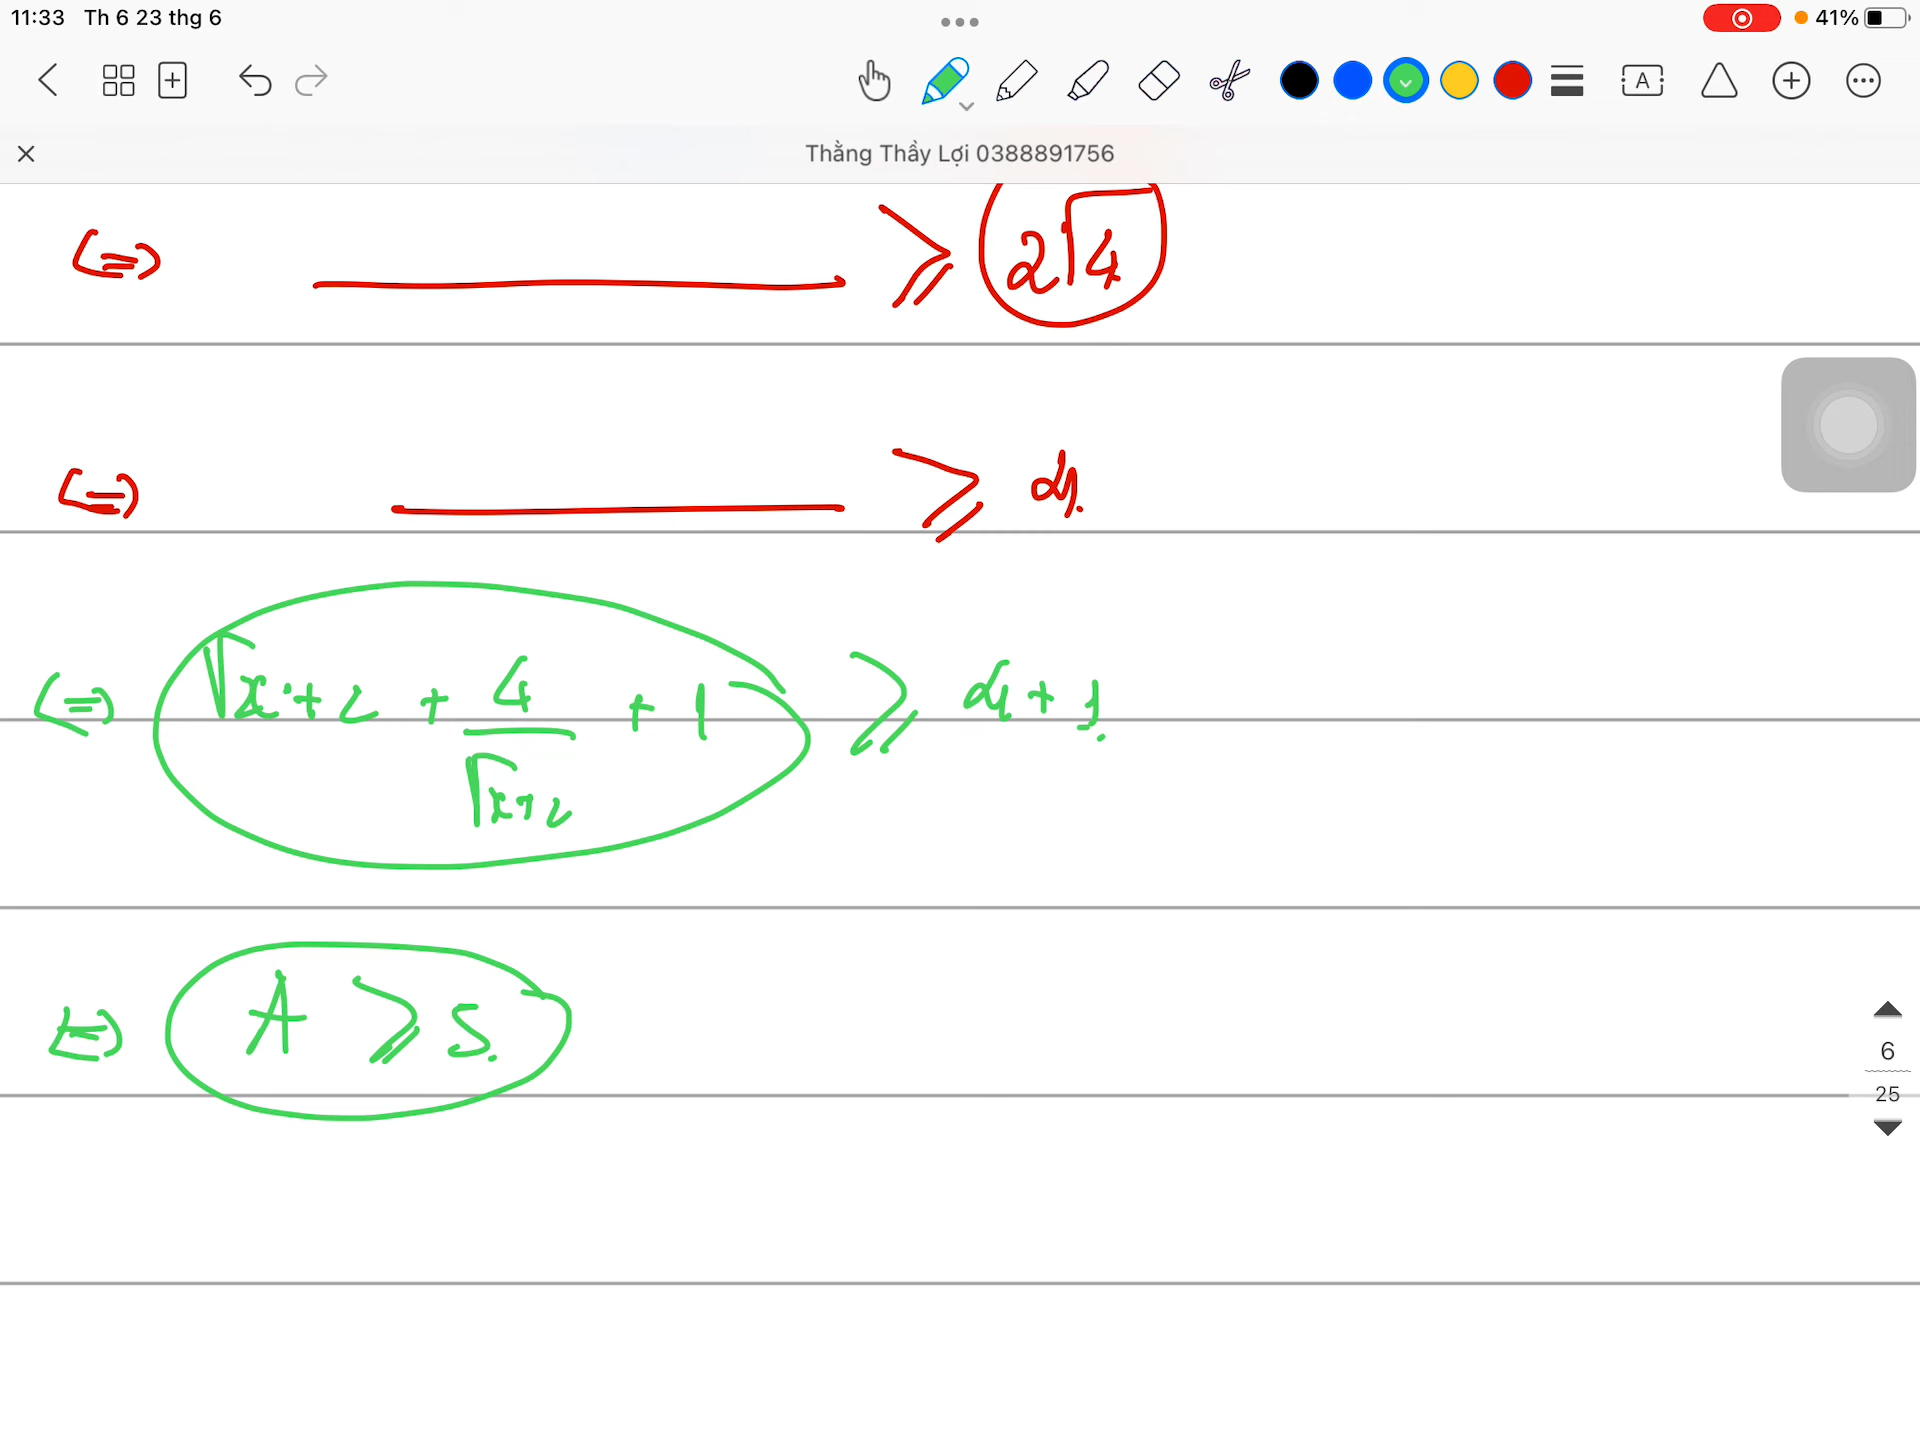 11:33 Th 6 23 thg 6 41%
A
Thằng Thầy Lợi 0388891756
(=) ⩾ 2√4
(=) ⩾ 4.
(=) √x+2 + 4/√x+2 + 1 ⩾ 4 + 1.
(=) A ⩾ 5.
6
25